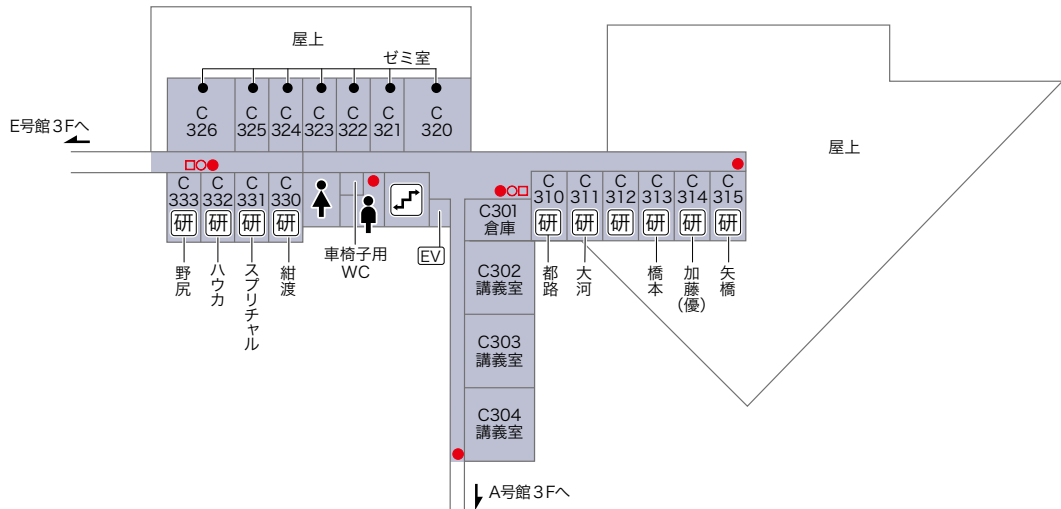 屋上
ゼミ室
C
326
C
325
C
324
C
323
C
322
C
321
C
320
E号館3Fへ
屋上
C
333
研
野尻
C
332
研
ハウカ
C
331
研
スプリチャル
C
330
研
紺渡
車椅子用
WC
EV
C301
倉庫
C
310
研
都路
C
311
研
大河
C
312
研
C
313
研
橋本
C
314
研
加藤(優)
C
315
研
矢橋
C302
講義室
C303
講義室
C304
講義室
A号館3Fへ